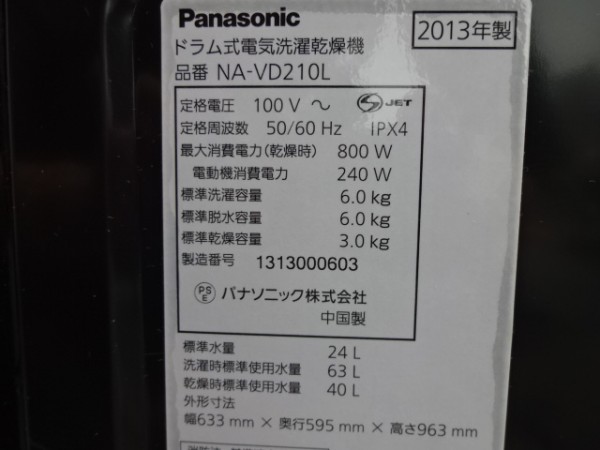 Panasonic
2013年製
ドラム式電気洗濯乾燥機
品番 NA-VD210L
定格電圧 100 V ～ S JET
定格周波数 50/60 Hz IPX4
最大消費電力(乾燥時) 800 W
電動機消費電力 240 W
標準洗濯容量 6.0 kg
標準脱水容量 6.0 kg
標準乾燥容量 3.0 kg
製造番号 1313000603
PS E パナソニック株式会社
中国製
標準水量 24 L
洗濯時標準使用水量 63 L
乾燥時標準使用水量 40 L
外形寸法
幅633 mm × 奥行595 mm × 高さ963 mm